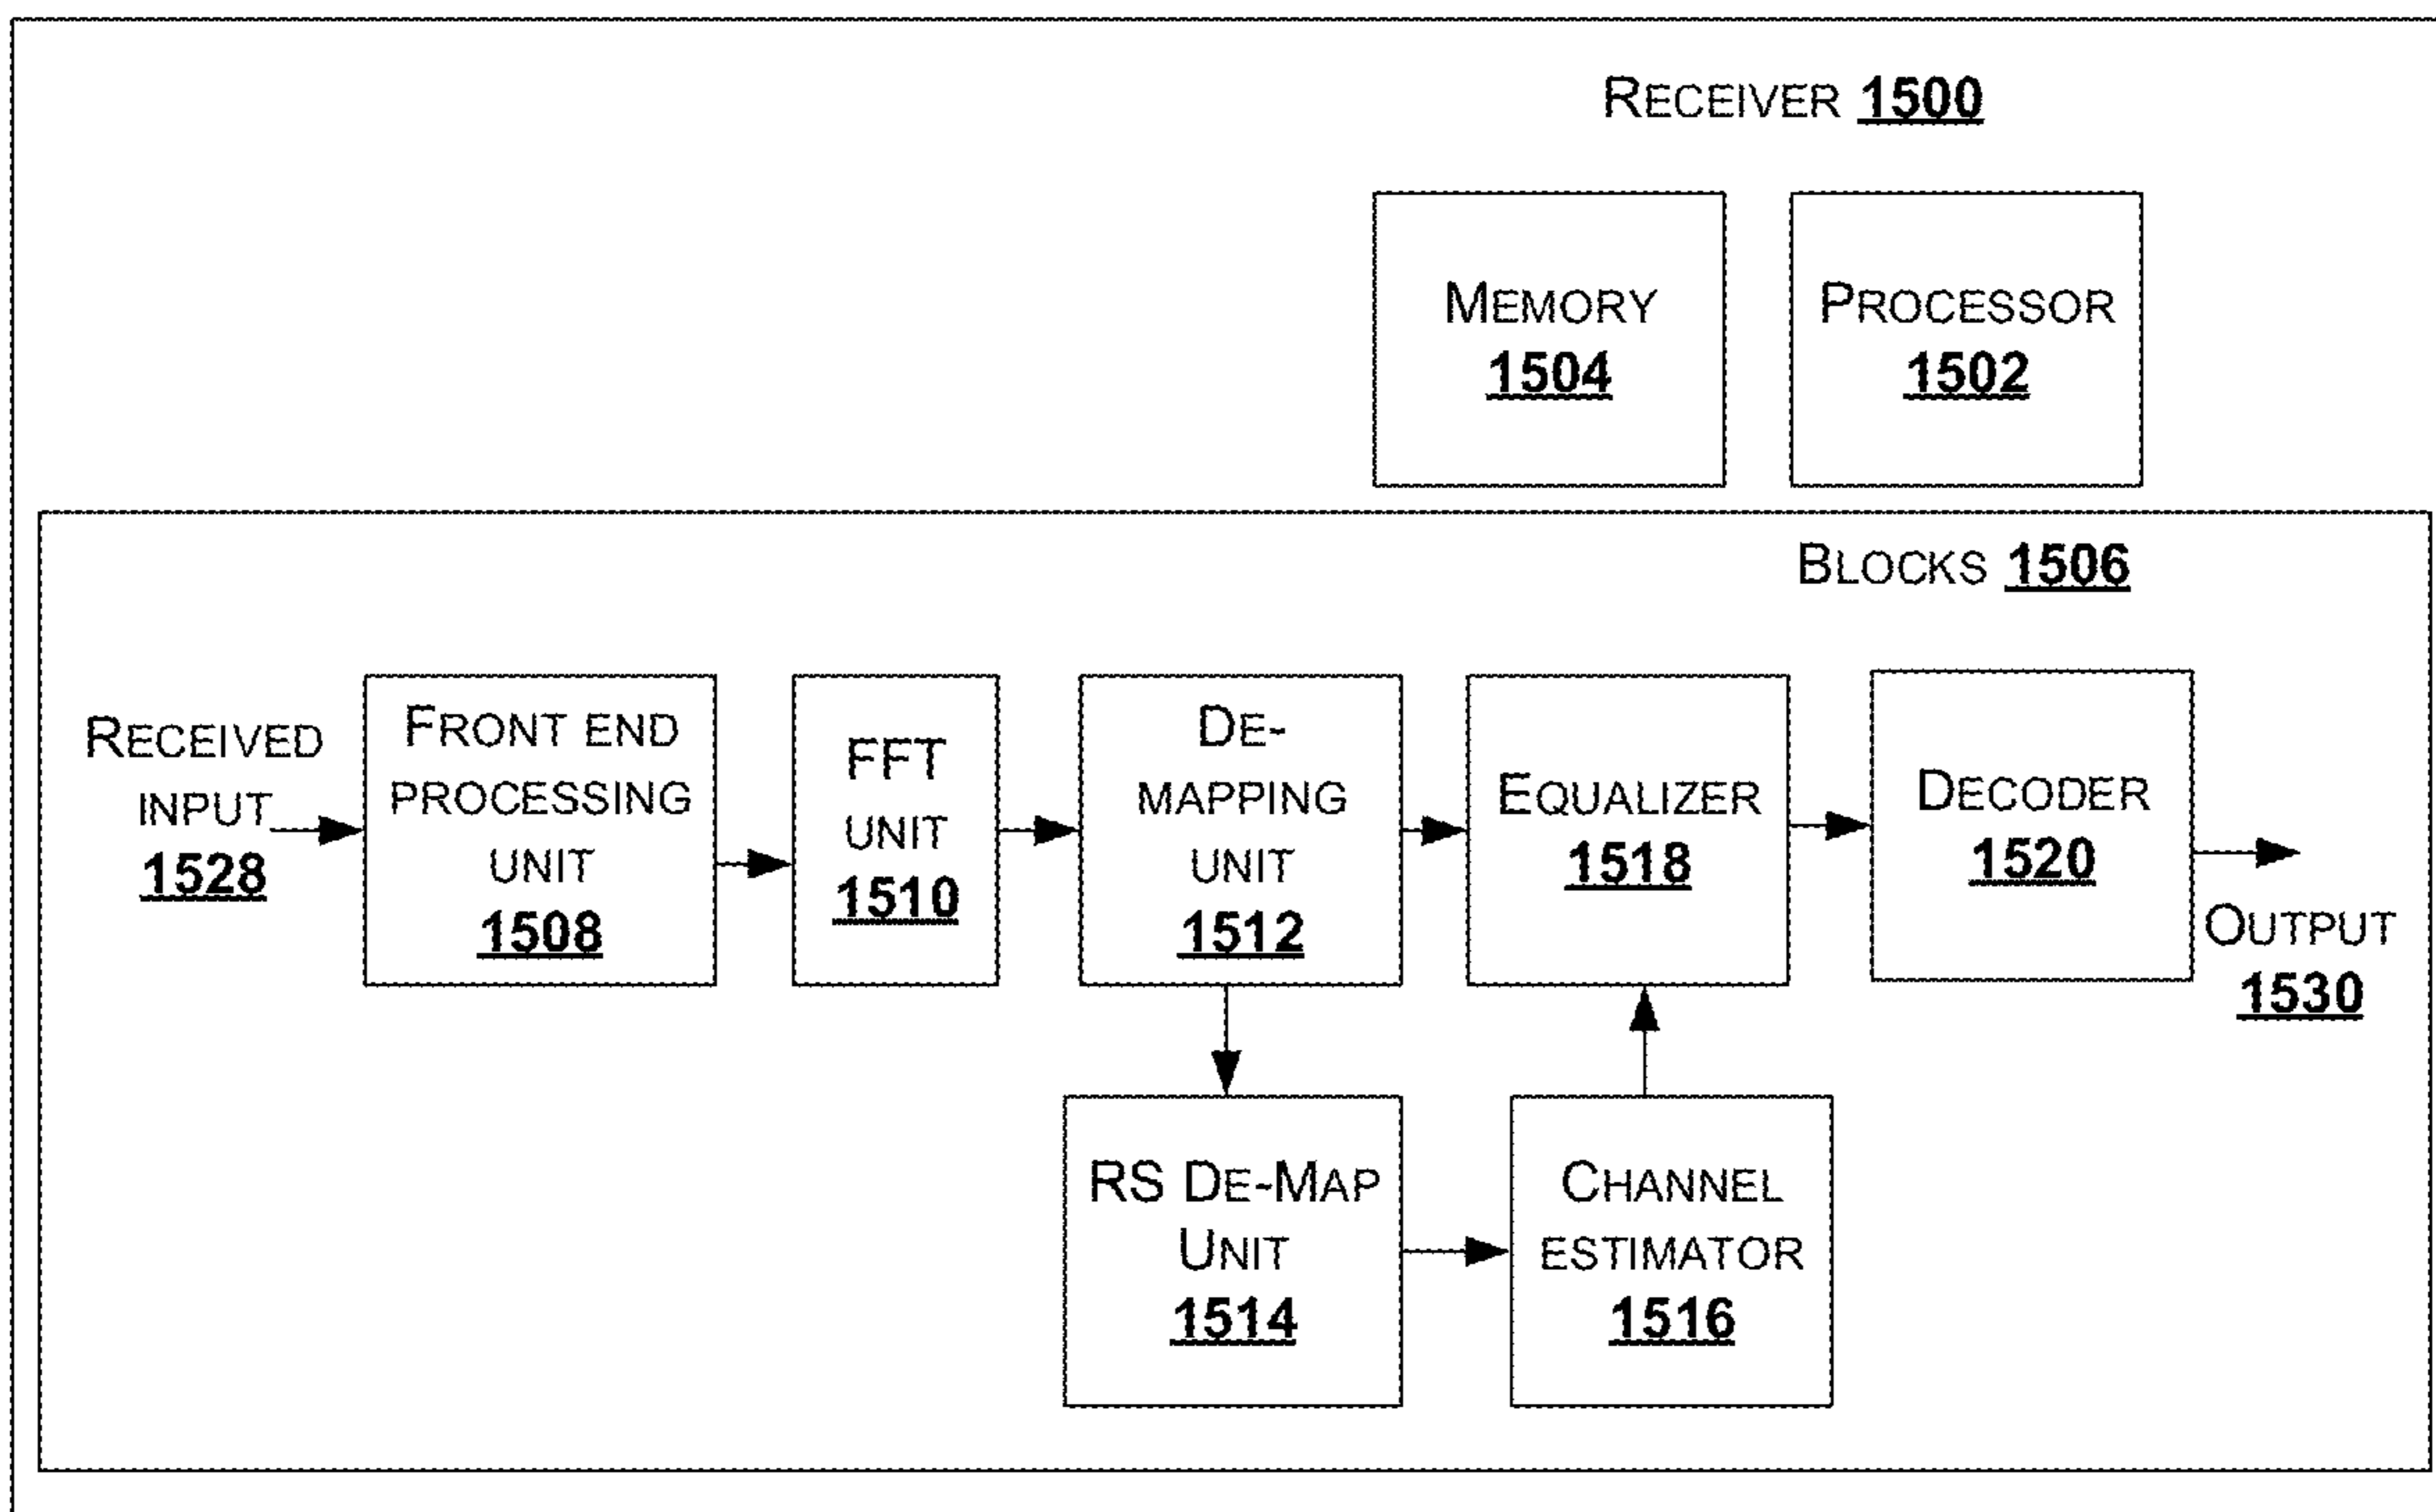 RECEIVER 1500
MEMORY
1504
PROCESSOR
1502
BLOCKS 1506
RECEIVED
INPUT
1528
FRONT END
PROCESSING
UNIT
1508
FFT
UNIT
1510
DE-
MAPPING
UNIT
1512
EQUALIZER
1518
DECODER
1520
OUTPUT
1530
RS DE-MAP
UNIT
1514
CHANNEL
ESTIMATOR
1516